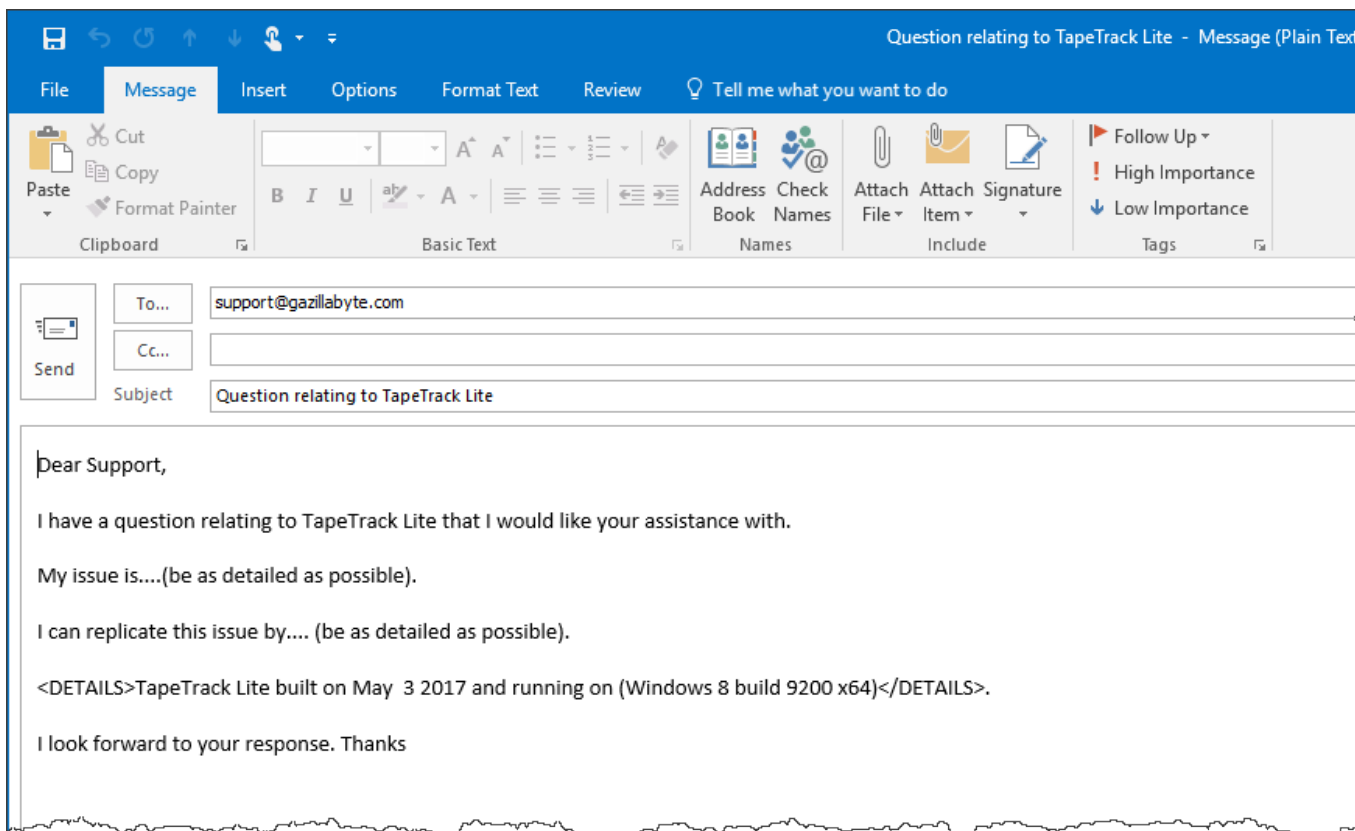 Question relating to TapeTrack Lite - Message (Plain Text
File Message Insert Options Format Text Review Tell me what you want to do
Paste
Cut
Copy
Format Painter
Clipboard
A A
B I U aby A
Basic Text
Address Book
Check Names
Names
Attach File
Attach Item
Signature
Include
Follow Up
High Importance
Low Importance
Tags
Send
To... support@gazillabyte.com
Cc...
Subject Question relating to TapeTrack Lite
Dear Support,
I have a question relating to TapeTrack Lite that I would like your assistance with.
My issue is....(be as detailed as possible).
I can replicate this issue by.... (be as detailed as possible).
<DETAILS>TapeTrack Lite built on May  3 2017 and running on (Windows 8 build 9200 x64)</DETAILS>.
I look forward to your response. Thanks